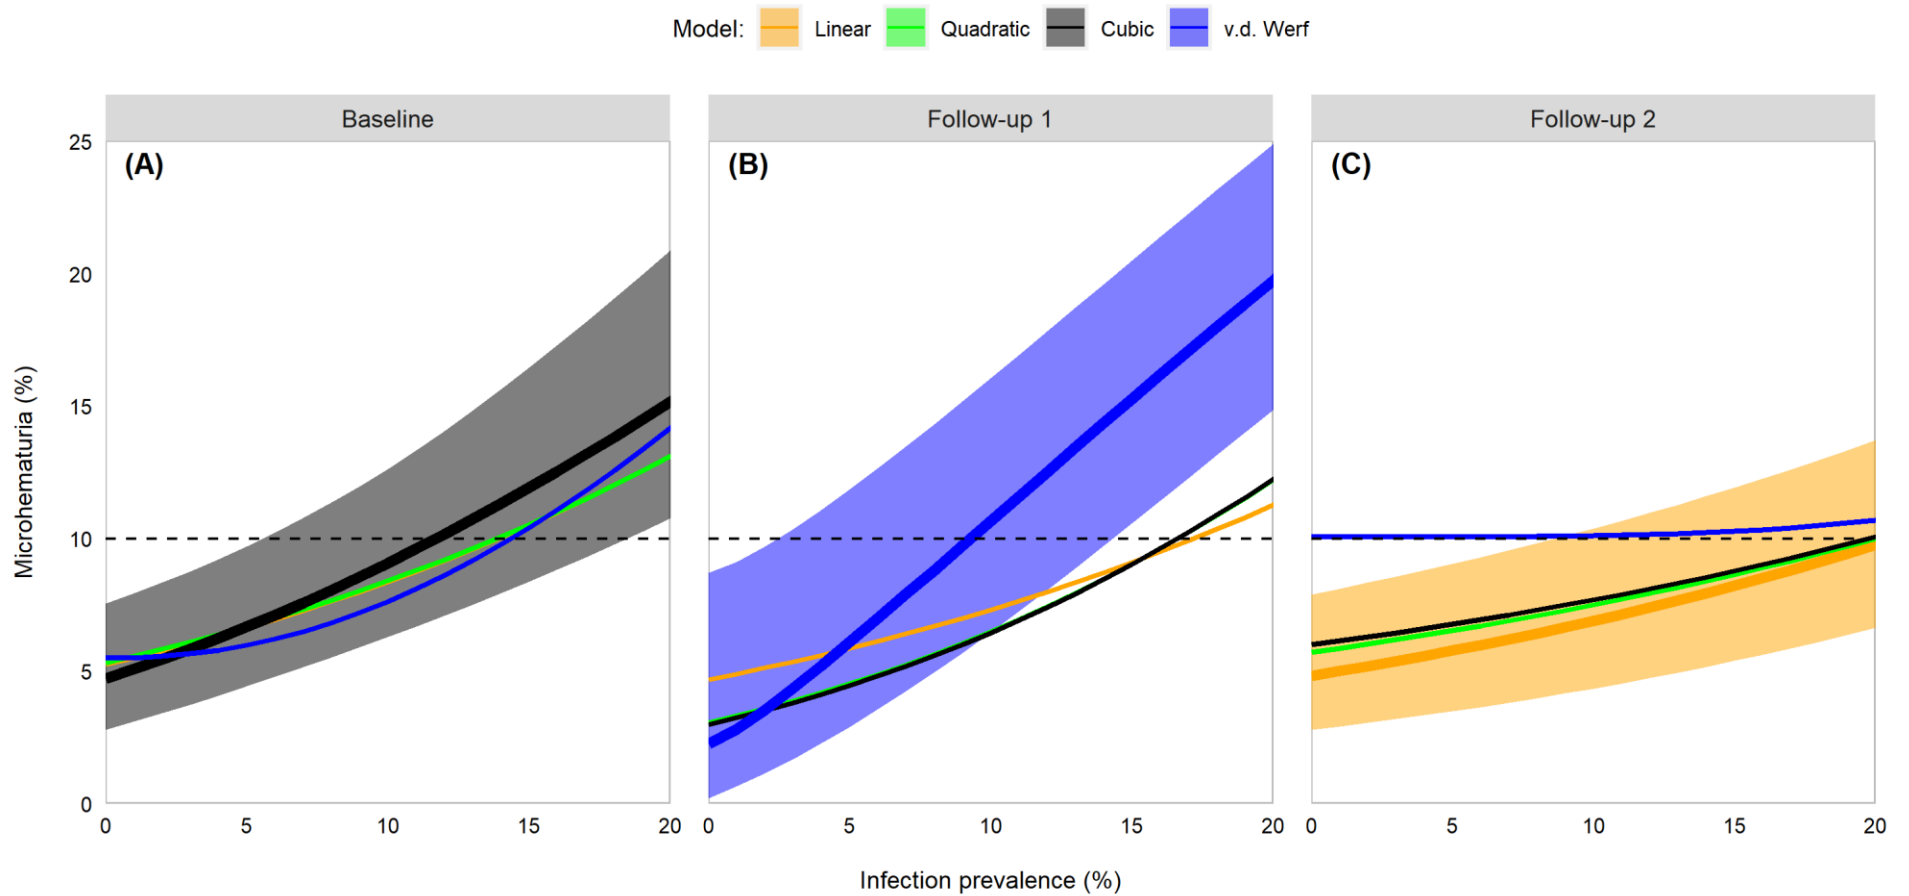 Model: Linear Quadratic Cubic v.d. Werf
Baseline Follow-up 1 Follow-up 2
(A) (B) (C)
Microhematuria (%)
25
20
15
10
5
0
0 5 10 15 20 0 5 10 15 20 0 5 10 15 20
Infection prevalence (%)